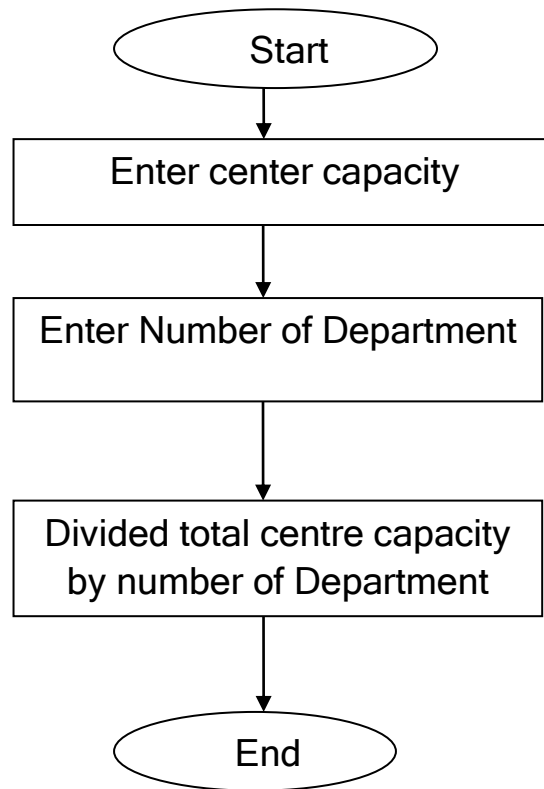 Start
Enter center capacity
Enter Number of Department
Divided total centre capacity
by number of Department
End